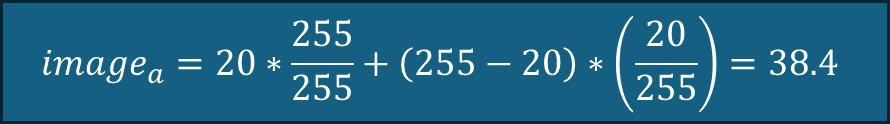 image_a = 20 * 255/255 + (255 − 20) * (20/255) = 38.4